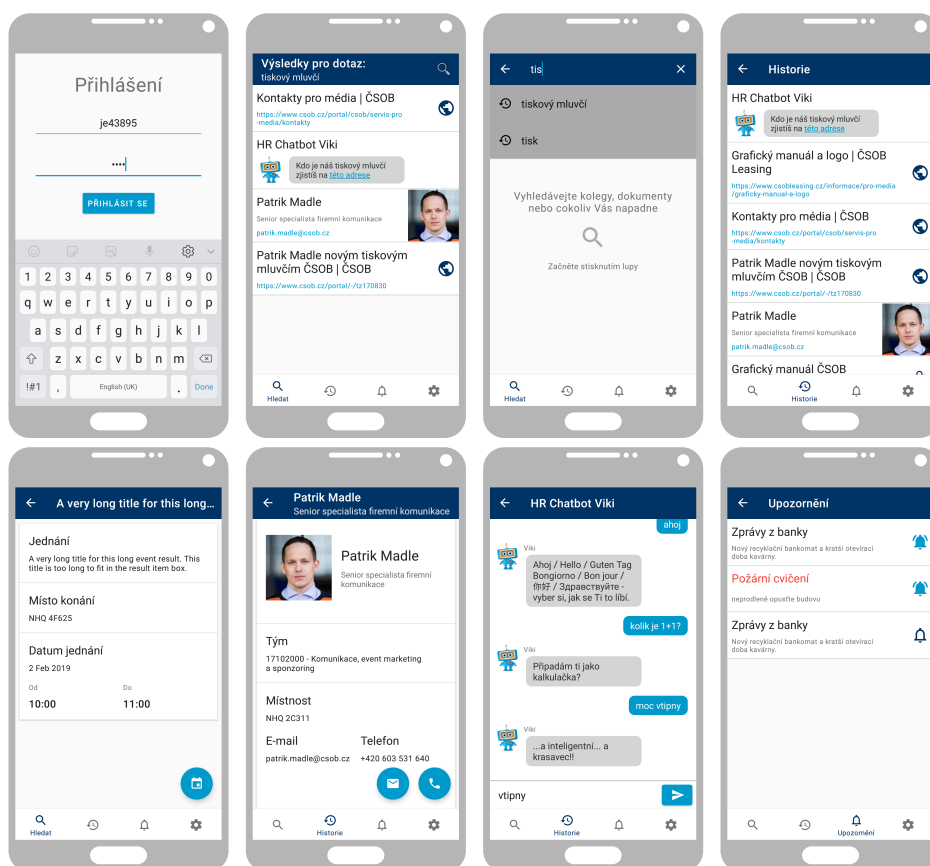 Přihlášení
je43895
••••
PŘIHLÁSIT SE
1 2 3 4 5 6 7 8 9 0
q w e r t y u i o p
a s d f g h j k l
z x c v b n m
!#1 , English (UK) . Done
Výsledky pro dotaz:
tiskový mluvčí
Kontakty pro média | ČSOB
https://www.csob.cz/portal/csob/servis-pro
-media/kontakty
HR Chatbot Viki
Kdo je náš tiskový mluvčí
zjistíš na této adrese
Patrik Madle
Senior specialista firemní komunikace
patrik.madle@csob.cz
Patrik Madle novým tiskovým
mluvčím ČSOB | ČSOB
https://www.csob.cz/portal/-/tz170830
Hledat
tis
tiskový mluvčí
tisk
Vyhledávejte kolegy, dokumenty
nebo cokoliv Vás napadne
Začněte stisknutím lupy
Hledat
Historie
HR Chatbot Viki
Kdo je náš tiskový mluvčí
zjistíš na této adrese
Grafický manuál a logo | ČSOB
Leasing
https://www.csobleasing.cz/informace/pro-media
/graficky-manual-a-logo
Kontakty pro média | ČSOB
https://www.csob.cz/portal/csob/servis-pro
-media/kontakty
Patrik Madle novým tiskovým
mluvčím ČSOB | ČSOB
https://www.csob.cz/portal/-/tz170830
Patrik Madle
Senior specialista firemní komunikace
patrik.madle@csob.cz
Grafický manuál ČSOB
Historie
A very long title for this long...
Jednání
A very long title for this long event result. This
title is too long to fit in the result item box.
Místo konání
NHQ 4F625
Datum jednání
2 Feb 2019
Od Do
10:00 11:00
Hledat
Patrik Madle
Senior specialista firemní komunikace
Patrik Madle
Senior specialista firemní
komunikace
Tým
17102000 - Komunikace, event marketing
a sponzoring
Místnost
NHQ 2C311
E-mail Telefon
patrik.madle@csob.cz +420 603 531 640
Historie
HR Chatbot Viki
ahoj
Viki
Ahoj / Hello / Guten Tag
Bongiorno / Bon jour /
你好 / Здравствуйте -
vyber si, jak se Ti to líbí.
kolik je 1+1?
Viki
Připadám ti jako
kalkulačka?
moc vtipny
Viki
...a inteligentní... a
krasavec!!
vtipny
Historie
Upozornění
Zprávy z banky
Nový recyklační bankomat a kratší otevírací
doba kavárny.
Požární cvičení
neprodleně opusťte budovu
Zprávy z banky
Nový recyklační bankomat a kratší otevírací
doba kavárny.
Upozornění